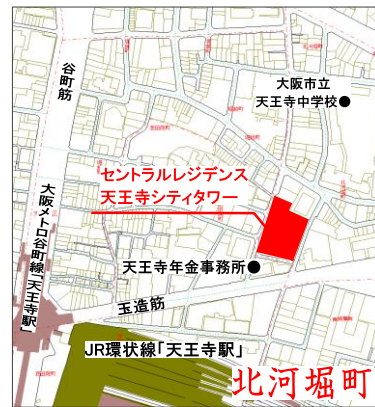 谷町筋
大阪市立
天王寺中学校●
セントラルレジデンス
天王寺シティタワー
大阪メトロ谷町線「天王寺駅」
天王寺年金事務所●
玉造筋
JR環状線「天王寺駅」
北河堀町